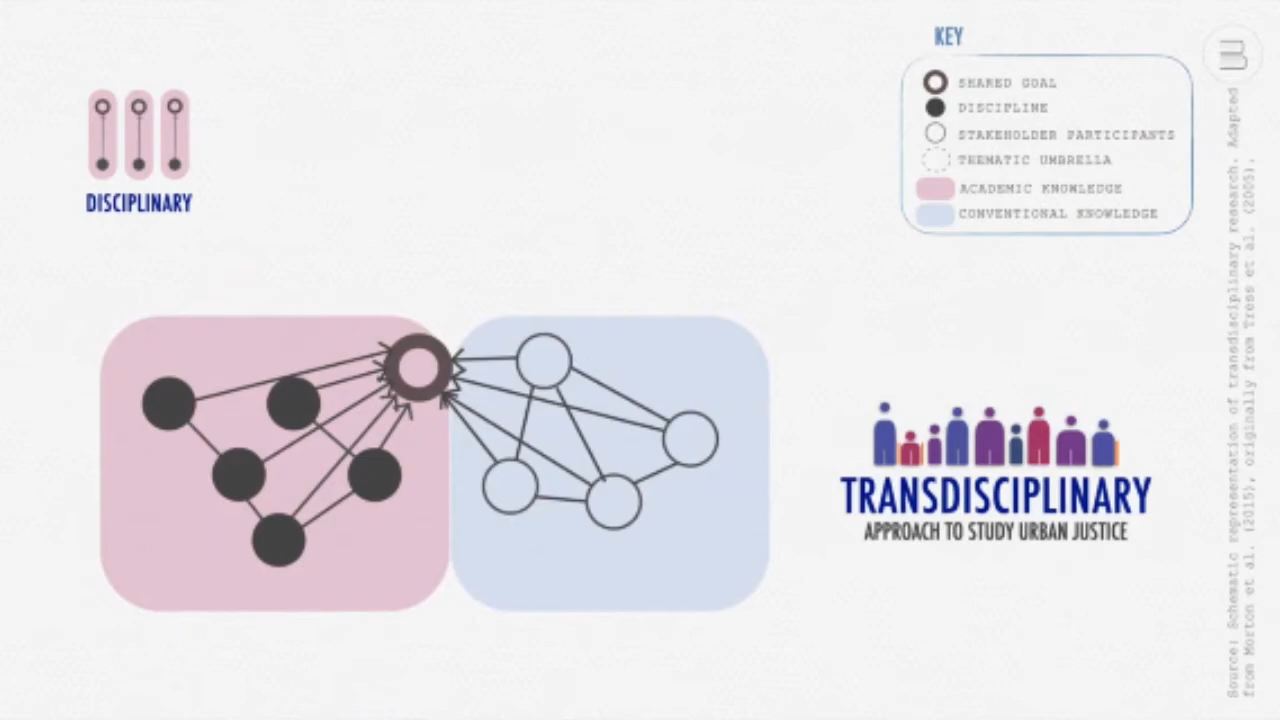 KEY
SHARED GOAL
DISCIPLINE
STAKEHOLDER PARTICIPANTS
THEMATIC UMBRELLA
ACADEMIC KNOWLEDGE
CONVENTIONAL KNOWLEDGE
DISCIPLINARY
TRANSDISCIPLINARY
APPROACH TO STUDY URBAN JUSTICE
Source: Schematic representation of transdisciplinary research. Adapted
from Morton et al. (2015), originally from Tress et al. (2005).